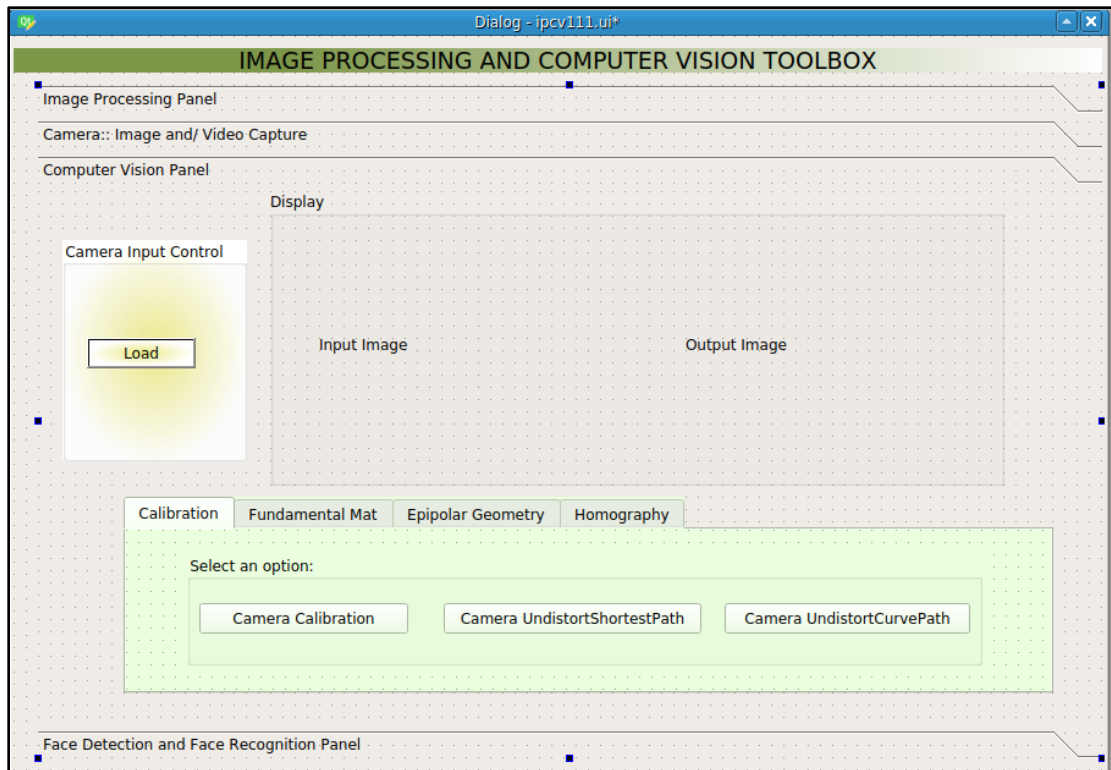 Qt
Dialog - ipcv111.ui*
IMAGE PROCESSING AND COMPUTER VISION TOOLBOX
Image Processing Panel
Camera:: Image and/ Video Capture
Computer Vision Panel
Display
Camera Input Control
Load
Input Image
Output Image
Calibration Fundamental Mat Epipolar Geometry Homography
Select an option:
Camera Calibration Camera UndistortShortestPath Camera UndistortCurvePath
Face Detection and Face Recognition Panel